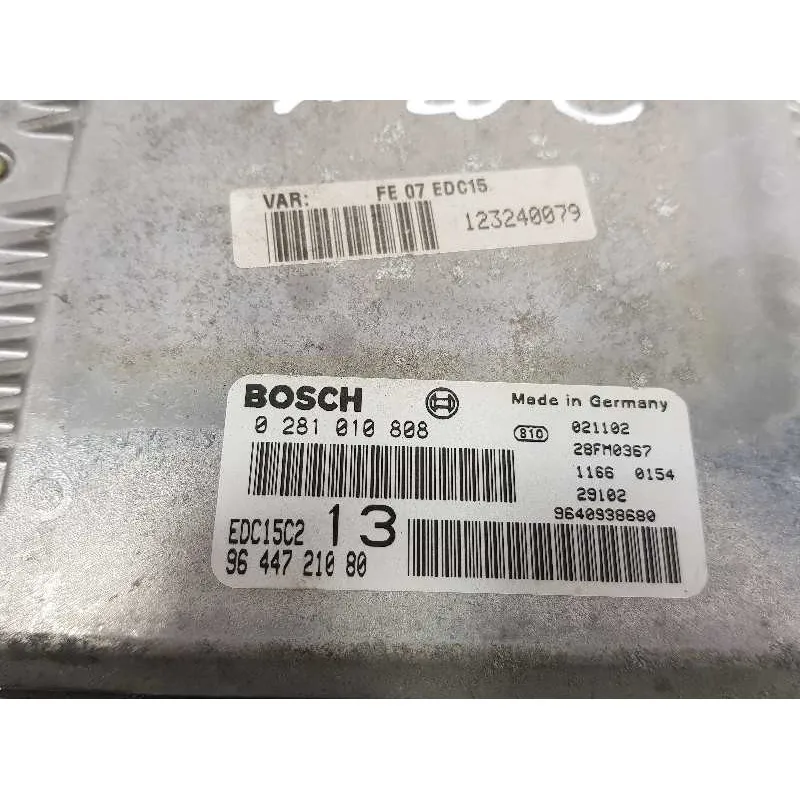 VAR: FE 07 EDC15
123240079
BOSCH Made in Germany
0 281 010 808 810 021102
28FM0367
1166 0154
29102
EDC15C2 13 9640938680
96 447 210 80